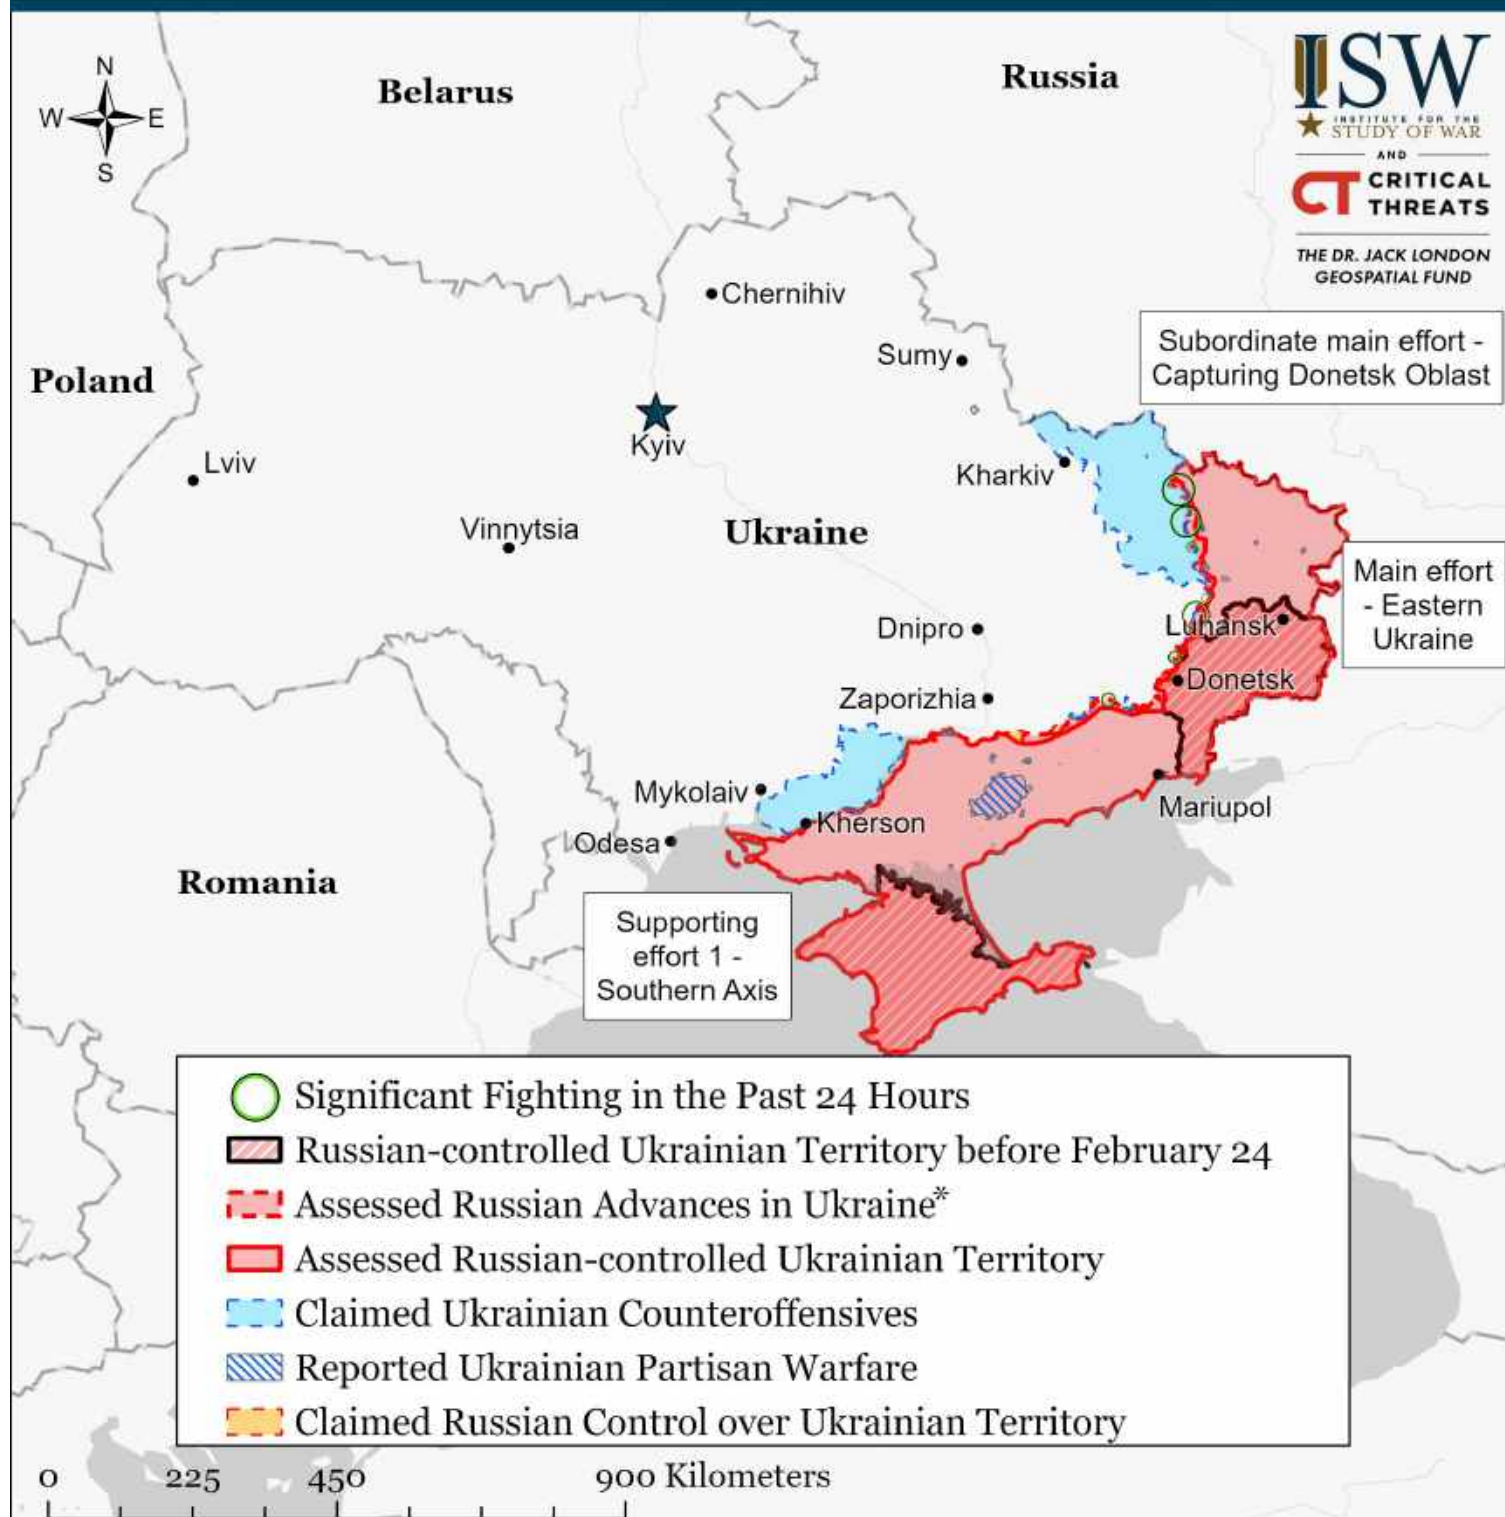 N
W
E
S
Belarus
Russia
ISW
INSTITUTE FOR THE
STUDY OF WAR
AND
CT CRITICAL
THREATS
THE DR. JACK LONDON
GEOSPATIAL FUND
Chernihiv
Subordinate main effort -
Capturing Donetsk Oblast
Sumy
Poland
Kyiv
Lviv
Kharkiv
Vinnytsia
Ukraine
Main effort
- Eastern
Ukraine
Dnipro
Luhansk
Donetsk
Zaporizhia
Mykolaiv
Mariupol
Kherson
Odesa
Romania
Supporting
effort 1 -
Southern Axis
Significant Fighting in the Past 24 Hours
Russian-controlled Ukrainian Territory before February 24
Assessed Russian Advances in Ukraine*
Assessed Russian-controlled Ukrainian Territory
Claimed Ukrainian Counteroffensives
Reported Ukrainian Partisan Warfare
Claimed Russian Control over Ukrainian Territory
0 225 450 900 Kilometers